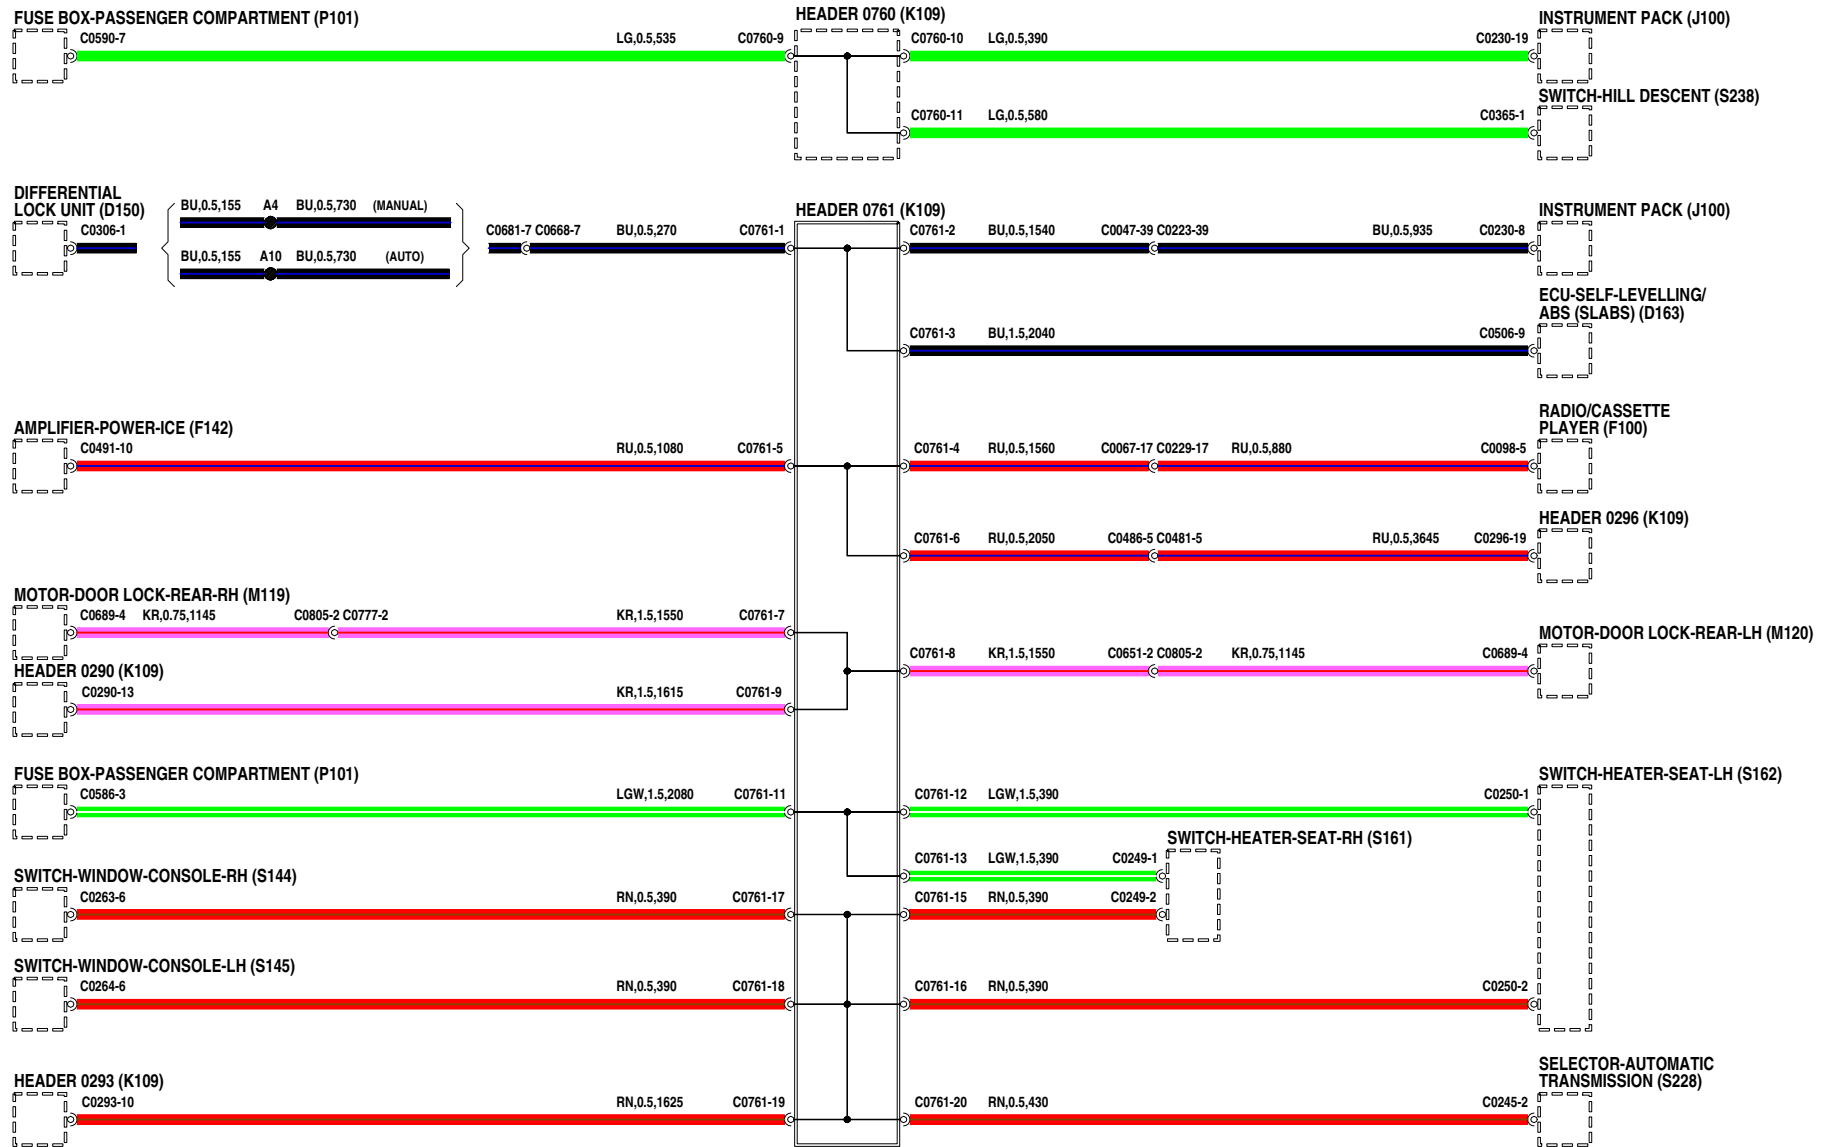 FUSE BOX-PASSENGER COMPARTMENT (P101)
HEADER 0760 (K109)
INSTRUMENT PACK (J100)
C0590-7 LG,0.5,535 C0760-9 C0760-10 LG,0.5,390 C0230-19
SWITCH-HILL DESCENT (S238)
C0760-11 LG,0.5,580 C0365-1
DIFFERENTIAL
LOCK UNIT (D150)
BU,0.5,155 A4 BU,0.5,730 (MANUAL)
HEADER 0761 (K109)
INSTRUMENT PACK (J100)
C0306-1 C0681-7 C0668-7 BU,0.5,270 C0761-1 C0761-2 BU,0.5,1540 C0047-39 C0223-39 BU,0.5,935 C0230-8
BU,0.5,155 A10 BU,0.5,730 (AUTO)
ECU-SELF-LEVELLING/
ABS (SLABS) (D163)
C0761-3 BU,1.5,2040 C0506-9
AMPLIFIER-POWER-ICE (F142)
RADIO/CASSETTE
PLAYER (F100)
C0491-10 RU,0.5,1080 C0761-5 C0761-4 RU,0.5,1560 C0067-17 C0229-17 RU,0.5,880 C0098-5
HEADER 0296 (K109)
C0761-6 RU,0.5,2050 C0486-5 C0481-5 RU,0.5,3645 C0296-19
MOTOR-DOOR LOCK-REAR-RH (M119)
C0689-4 KR,0.75,1145 C0805-2 C0777-2 KR,1.5,1550 C0761-7
MOTOR-DOOR LOCK-REAR-LH (M120)
C0761-8 KR,1.5,1550 C0651-2 C0805-2 KR,0.75,1145 C0689-4
HEADER 0290 (K109)
C0290-13 KR,1.5,1615 C0761-9
FUSE BOX-PASSENGER COMPARTMENT (P101)
SWITCH-HEATER-SEAT-LH (S162)
C0586-3 LGW,1.5,2080 C0761-11 C0761-12 LGW,1.5,390 C0250-1
SWITCH-HEATER-SEAT-RH (S161)
C0761-13 LGW,1.5,390 C0249-1
SWITCH-WINDOW-CONSOLE-RH (S144)
C0263-6 RN,0.5,390 C0761-17 C0761-15 RN,0.5,390 C0249-2
SWITCH-WINDOW-CONSOLE-LH (S145)
C0264-6 RN,0.5,390 C0761-18 C0761-16 RN,0.5,390 C0250-2
HEADER 0293 (K109)
SELECTOR-AUTOMATIC
TRANSMISSION (S228)
C0293-10 RN,0.5,1625 C0761-19 C0761-20 RN,0.5,430 C0245-2